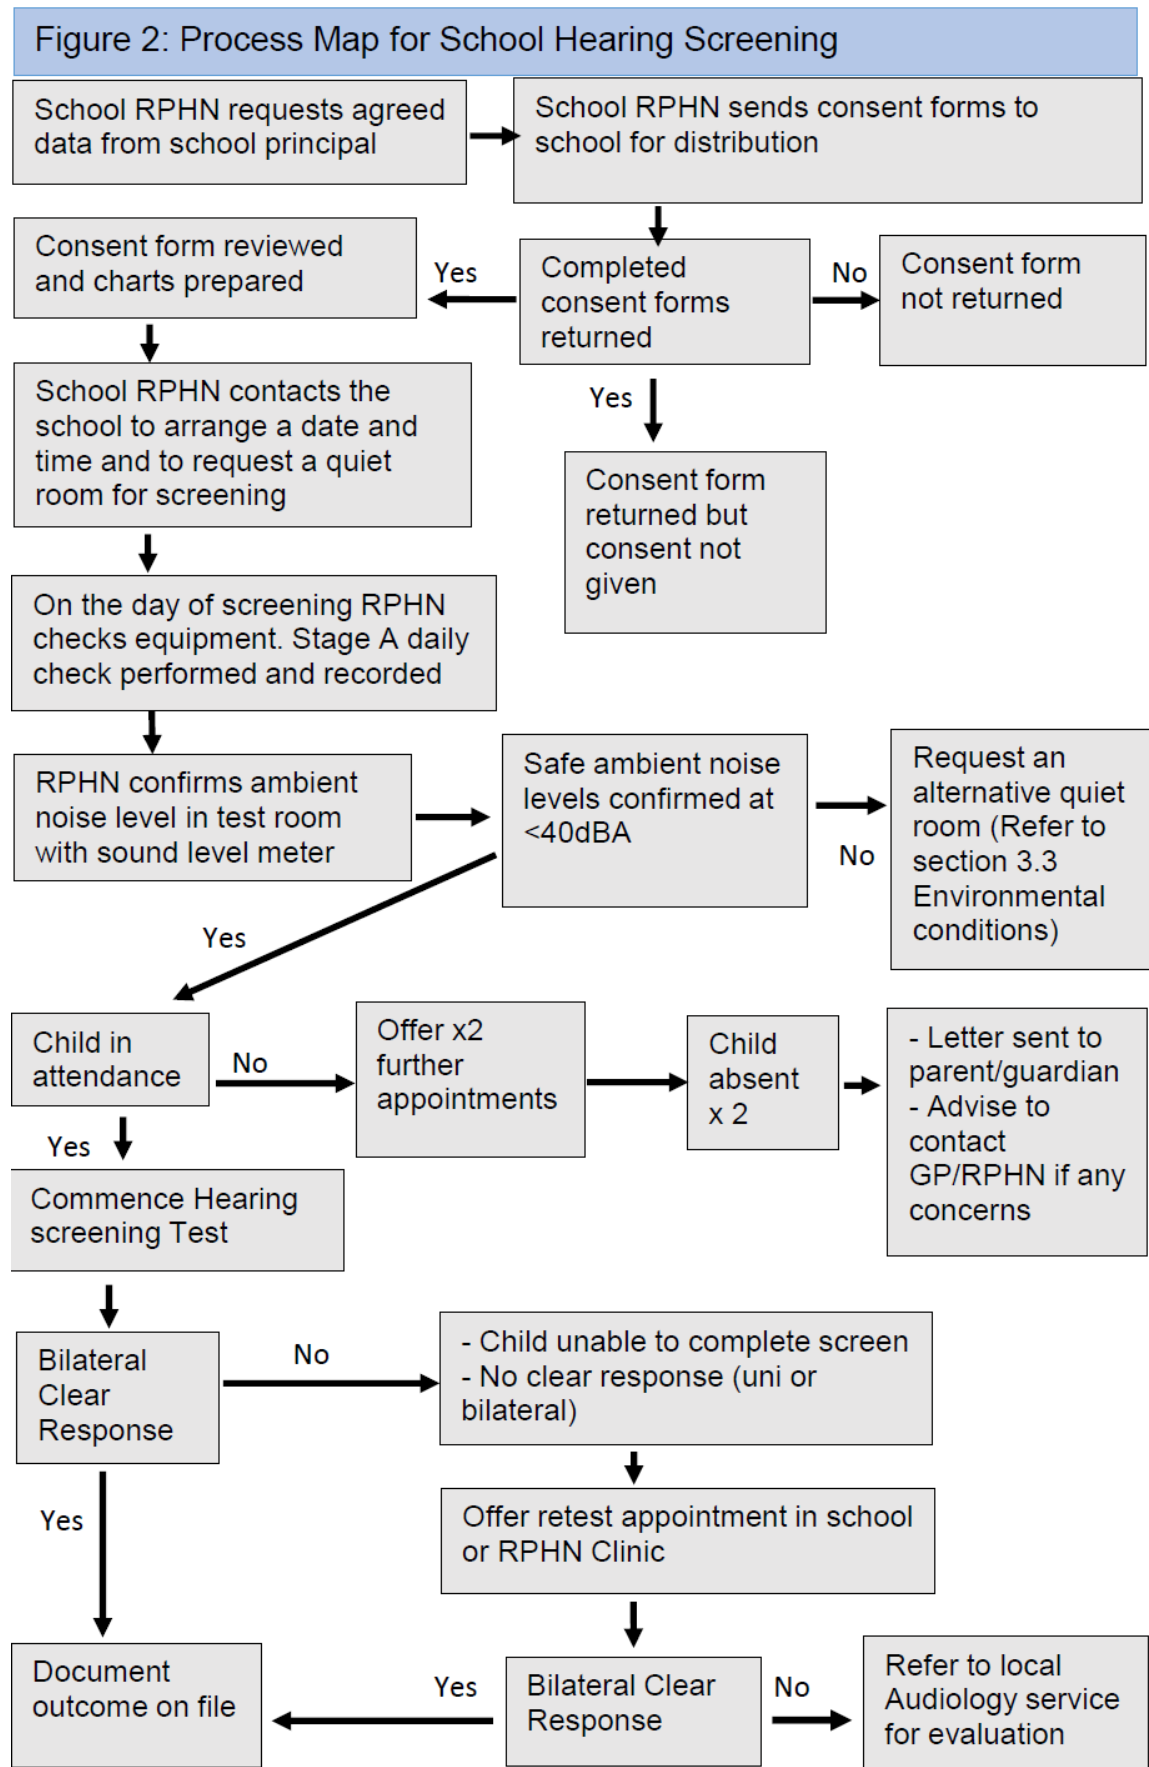 Figure 2: Process Map for School Hearing Screening
School RPHN requests agreed
data from school principal
School RPHN sends consent forms to
school for distribution
Consent form reviewed
and charts prepared
Yes
Completed
consent forms
returned
No
Consent form
not returned
School RPHN contacts the
school to arrange a date and
time and to request a quiet
room for screening
Yes
Consent form
returned but
consent not
given
On the day of screening RPHN
checks equipment. Stage A daily
check performed and recorded
RPHN confirms ambient
noise level in test room
with sound level meter
Safe ambient noise
levels confirmed at
<40dBA
No
Request an
alternative quiet
room (Refer to
section 3.3
Environmental
conditions)
Yes
Child in
attendance
No
Offer x2
further
appointments
Child
absent
x 2
- Letter sent to
parent/guardian
- Advise to
contact
GP/RPHN if any
concerns
Yes
Commence Hearing
screening Test
Bilateral
Clear
Response
No
- Child unable to complete screen
- No clear response (uni or
bilateral)
Yes
Offer retest appointment in school
or RPHN Clinic
Document
outcome on file
Yes
Bilateral Clear
Response
No
Refer to local
Audiology service
for evaluation